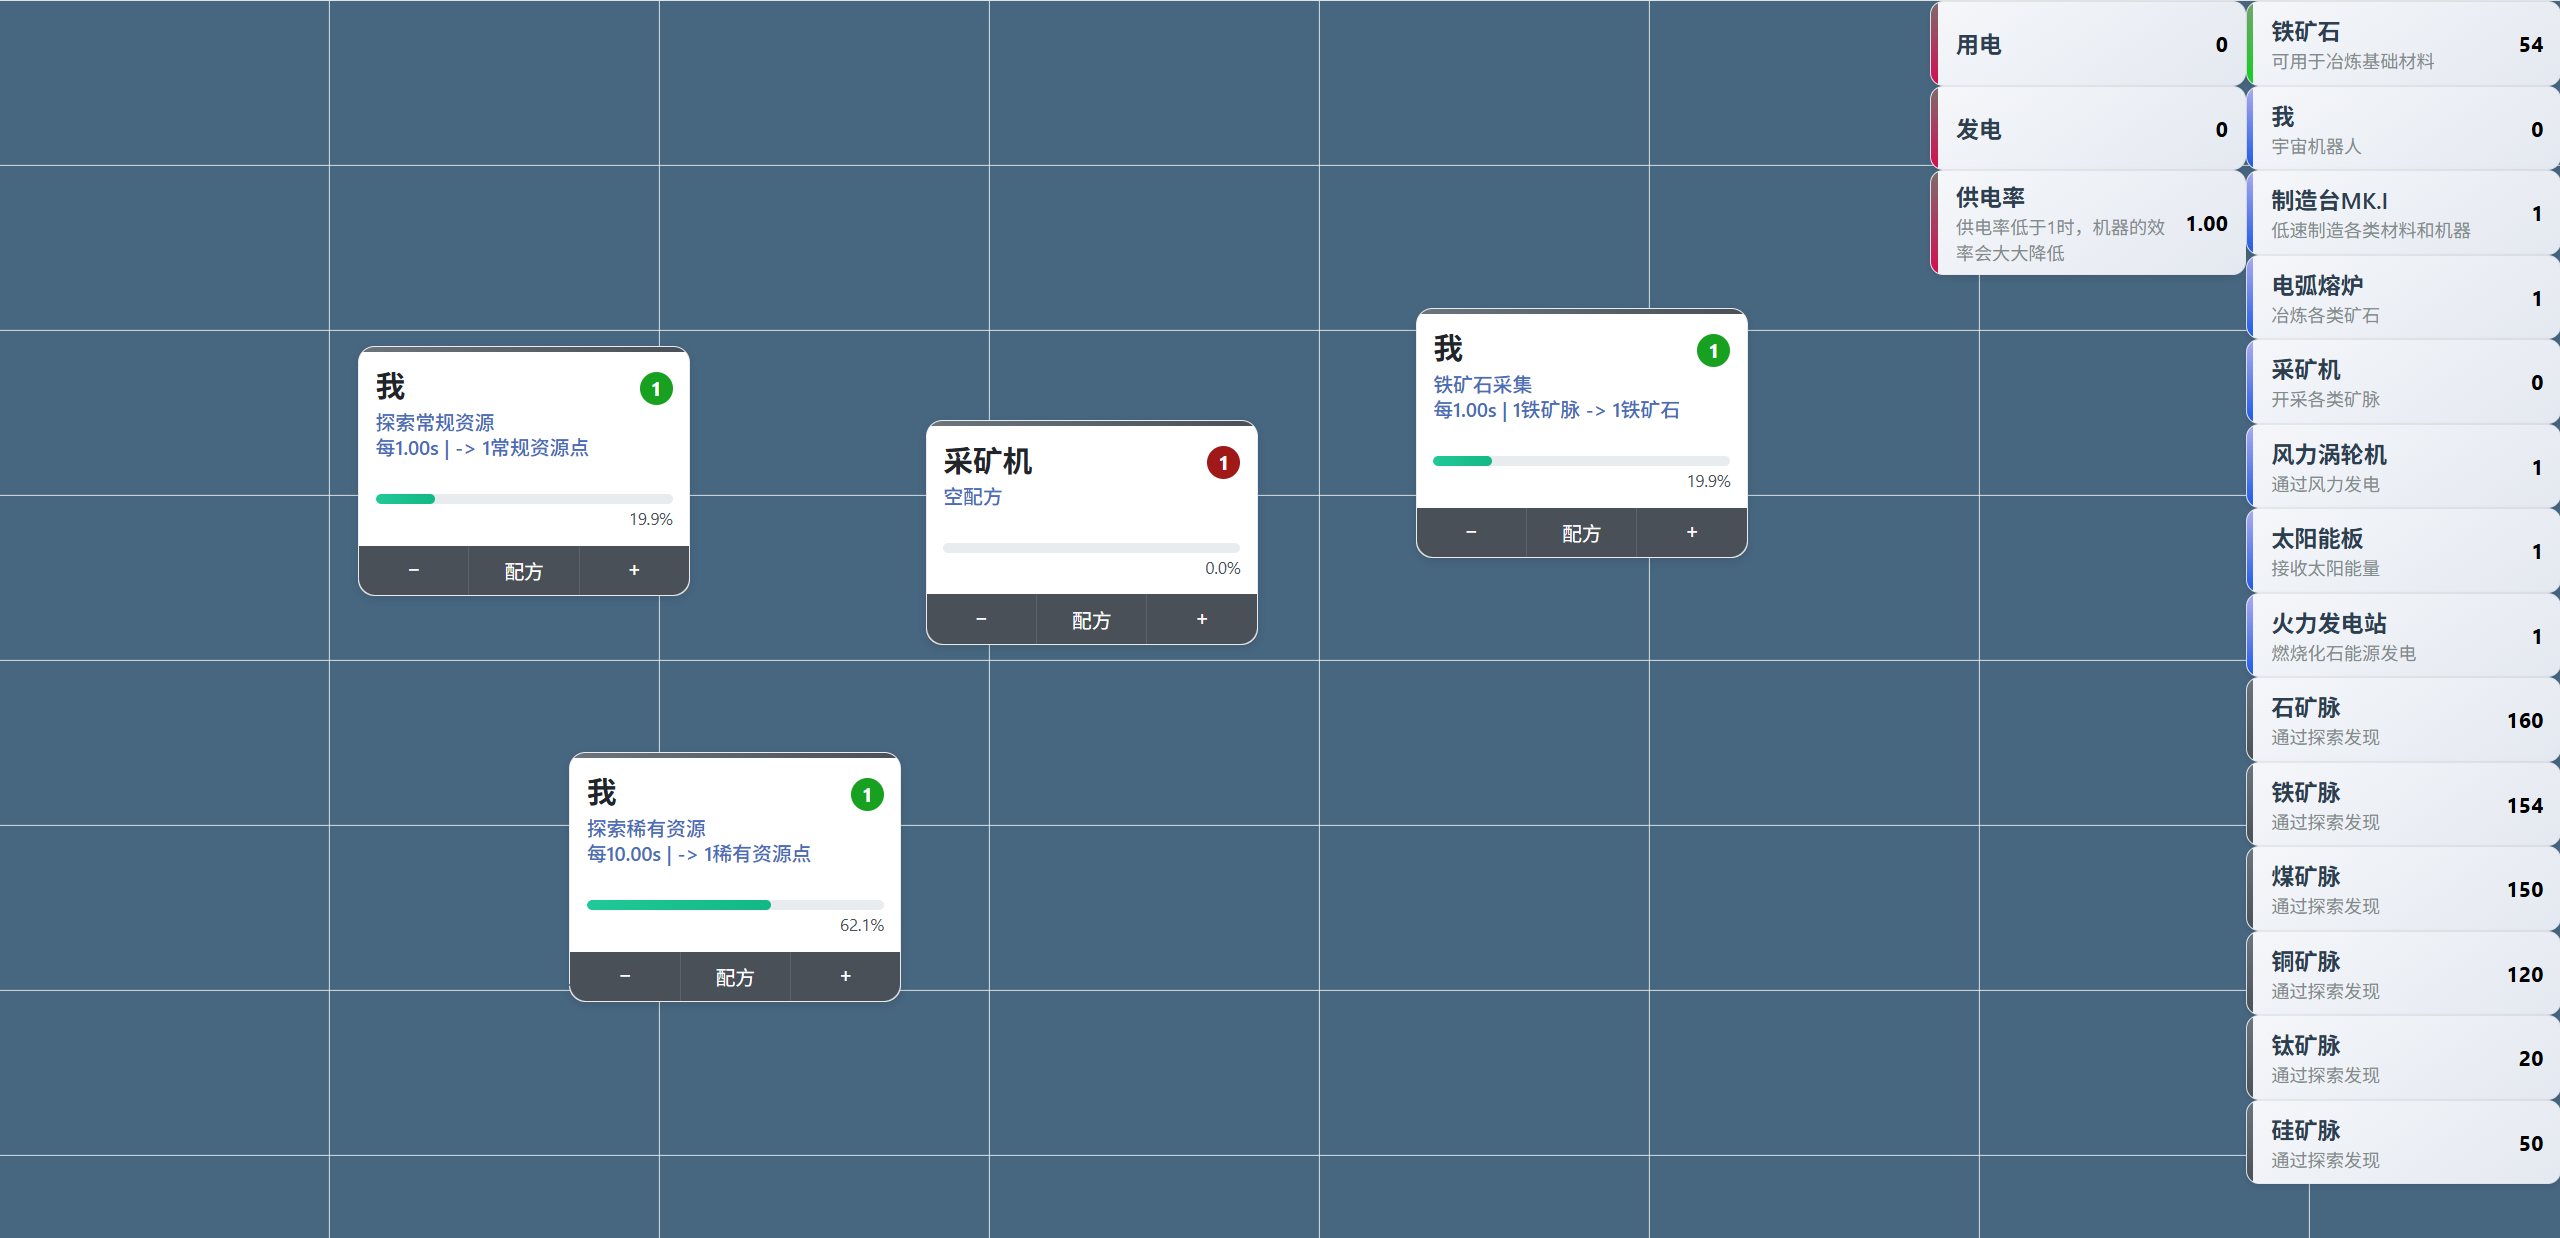 用电
0
发电
0
供电率
供电率低于1时，机器的效
率会大大降低
1.00
铁矿石
可用于冶炼基础材料
54
我
宇宙机器人
0
制造台MK.I
低速制造各类材料和机器
1
电弧熔炉
冶炼各类矿石
1
采矿机
开采各类矿脉
0
风力涡轮机
通过风力发电
1
太阳能板
接收太阳能量
1
火力发电站
燃烧化石能源发电
1
石矿脉
通过探索发现
160
铁矿脉
通过探索发现
154
煤矿脉
通过探索发现
150
铜矿脉
通过探索发现
120
钛矿脉
通过探索发现
20
硅矿脉
通过探索发现
50
我
1
探索常规资源
每1.00s | -> 1常规资源点
19.9%
− 配方 +
采矿机
1
空配方
0.0%
− 配方 +
我
1
铁矿石采集
每1.00s | 1铁矿脉 -> 1铁矿石
19.9%
− 配方 +
我
1
探索稀有资源
每10.00s | -> 1稀有资源点
62.1%
− 配方 +